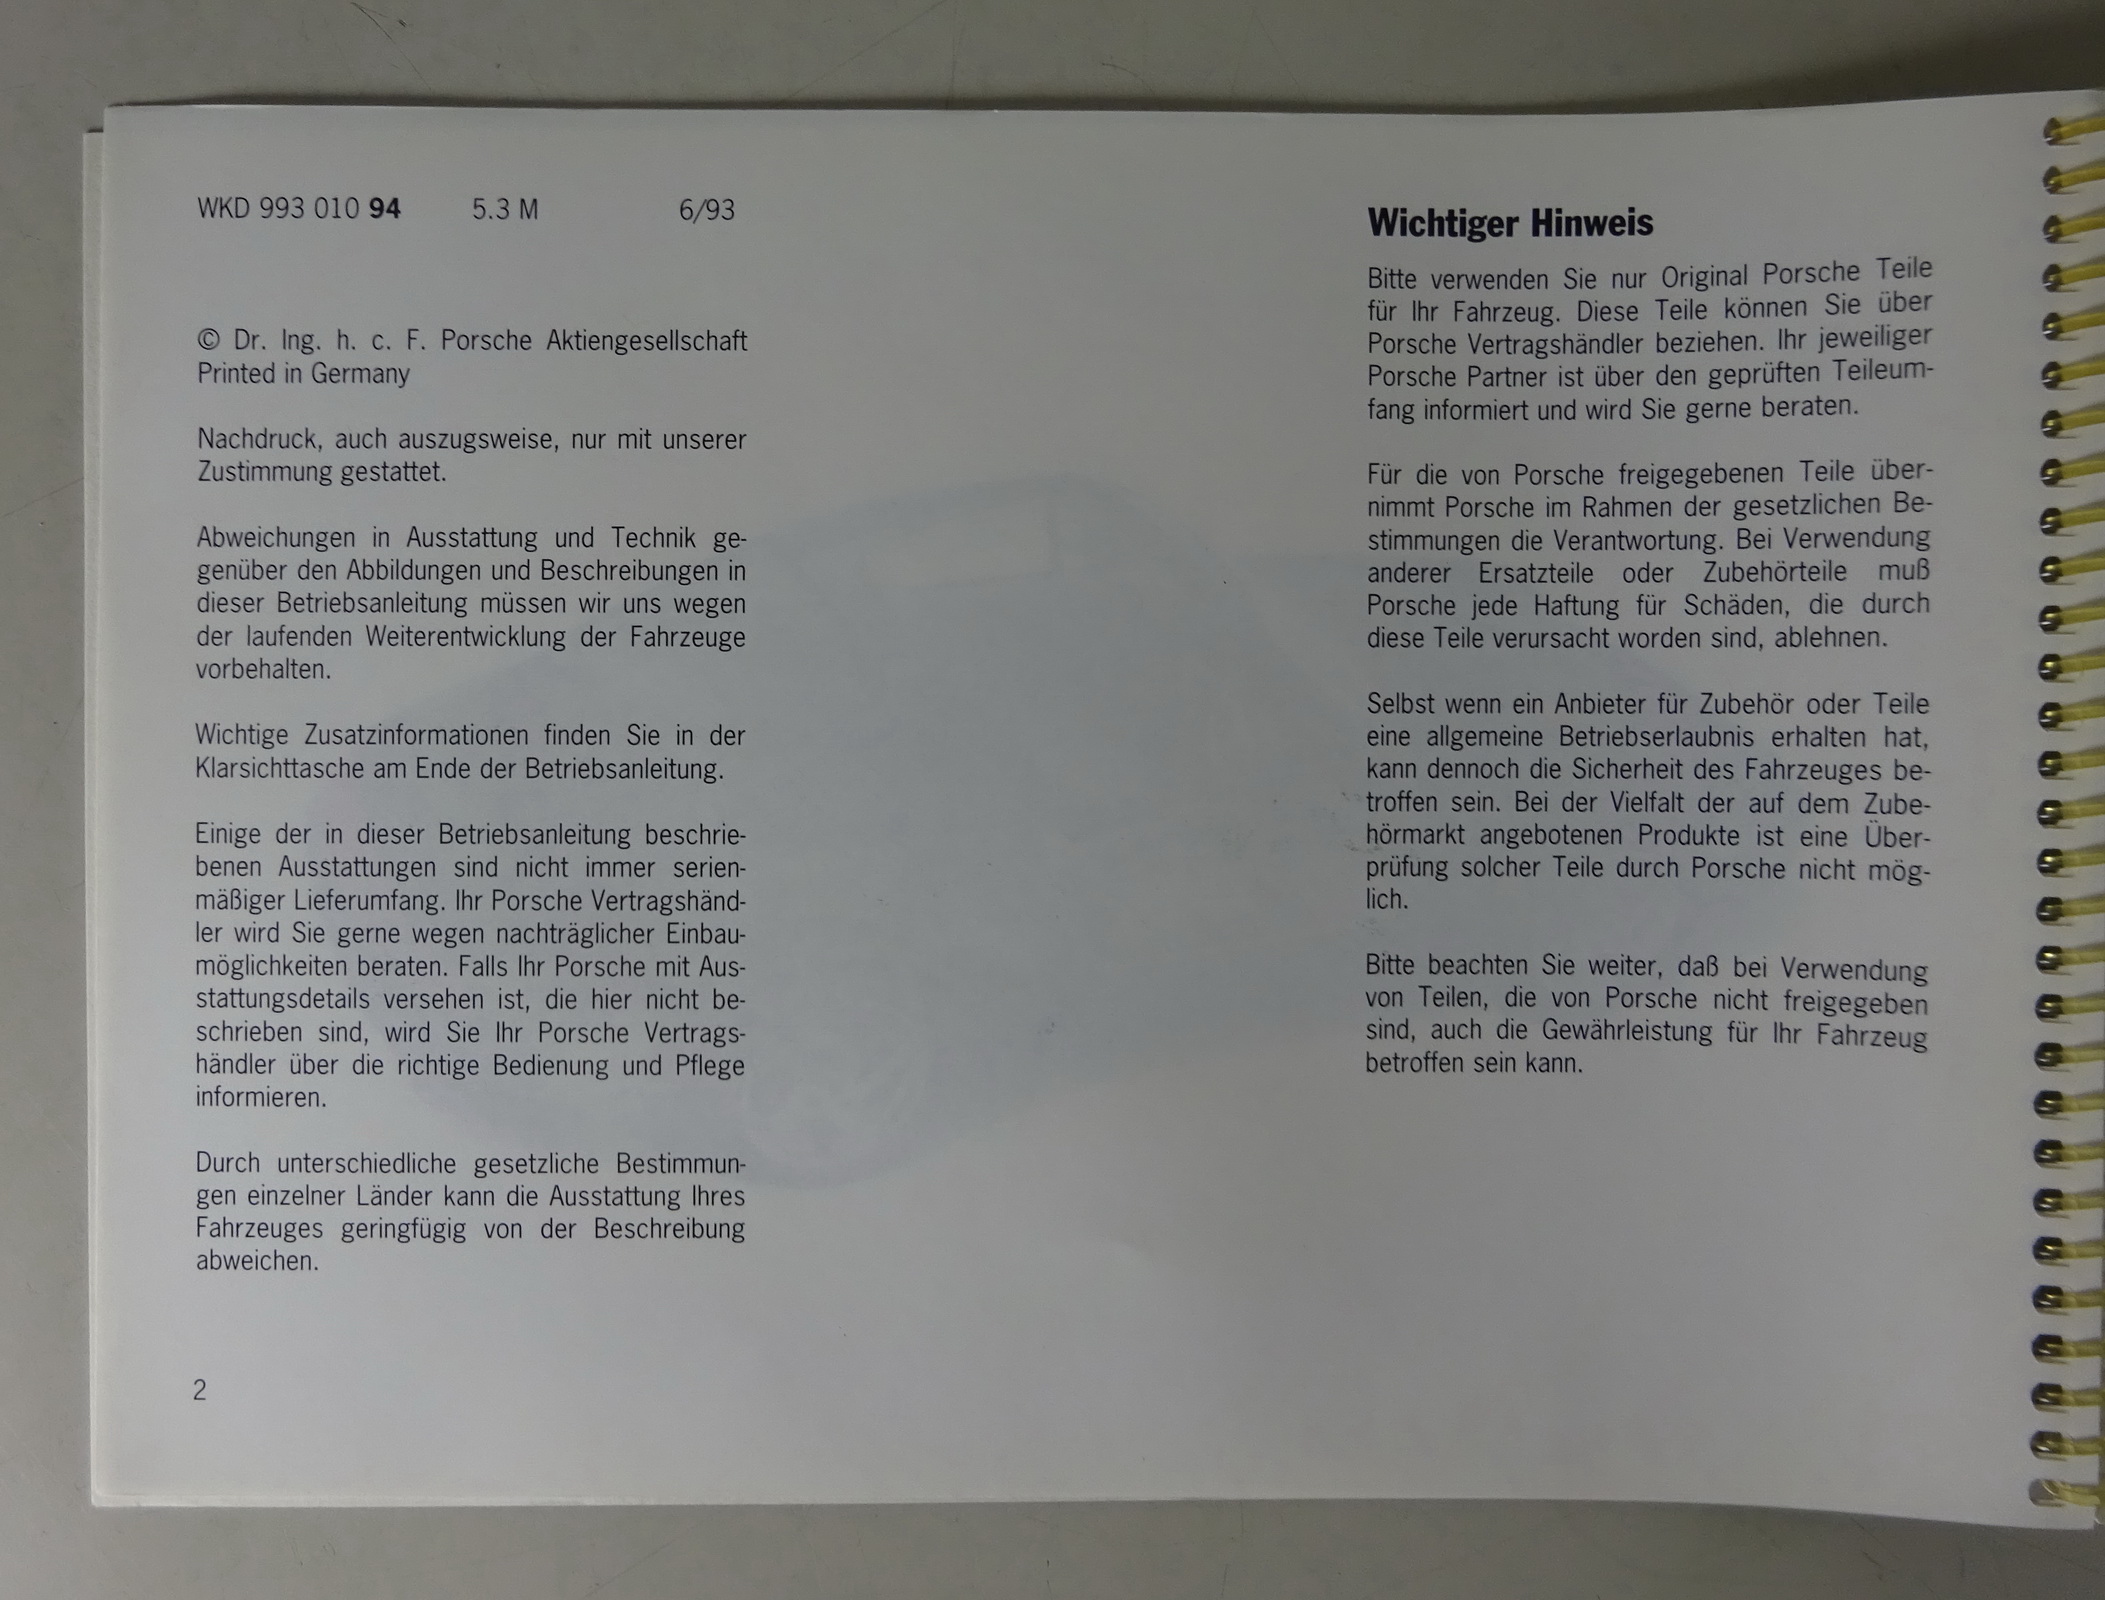 WKD 993 010 94 5.3 M 6/93
© Dr. Ing. h. c. F. Porsche Aktiengesellschaft
Printed in Germany
Nachdruck, auch auszugsweise, nur mit unserer
Zustimmung gestattet.
Abweichungen in Ausstattung und Technik ge-
genüber den Abbildungen und Beschreibungen in
dieser Betriebsanleitung müssen wir uns wegen
der laufenden Weiterentwicklung der Fahrzeuge
vorbehalten.
Wichtige Zusatzinformationen finden Sie in der
Klarsichttasche am Ende der Betriebsanleitung.
Einige der in dieser Betriebsanleitung beschrie-
benen Ausstattungen sind nicht immer serien-
mäßiger Lieferumfang. Ihr Porsche Vertragshänd-
ler wird Sie gerne wegen nachträglicher Einbau-
möglichkeiten beraten. Falls Ihr Porsche mit Aus-
stattungsdetails versehen ist, die hier nicht be-
schrieben sind, wird Sie Ihr Porsche Vertrags-
händler über die richtige Bedienung und Pflege
informieren.
Durch unterschiedliche gesetzliche Bestimmun-
gen einzelner Länder kann die Ausstattung Ihres
Fahrzeuges geringfügig von der Beschreibung
abweichen.
2
Wichtiger Hinweis
Bitte verwenden Sie nur Original Porsche Teile
für Ihr Fahrzeug. Diese Teile können Sie über
Porsche Vertragshändler beziehen. Ihr jeweiliger
Porsche Partner ist über den geprüften Teileum-
fang informiert und wird Sie gerne beraten.
Für die von Porsche freigegebenen Teile über-
nimmt Porsche im Rahmen der gesetzlichen Be-
stimmungen die Verantwortung. Bei Verwendung
anderer Ersatzteile oder Zubehörteile muß
Porsche jede Haftung für Schäden, die durch
diese Teile verursacht worden sind, ablehnen.
Selbst wenn ein Anbieter für Zubehör oder Teile
eine allgemeine Betriebserlaubnis erhalten hat,
kann dennoch die Sicherheit des Fahrzeuges be-
troffen sein. Bei der Vielfalt der auf dem Zube-
hörmarkt angebotenen Produkte ist eine Über-
prüfung solcher Teile durch Porsche nicht mög-
lich.
Bitte beachten Sie weiter, daß bei Verwendung
von Teilen, die von Porsche nicht freigegeben
sind, auch die Gewährleistung für Ihr Fahrzeug
betroffen sein kann.